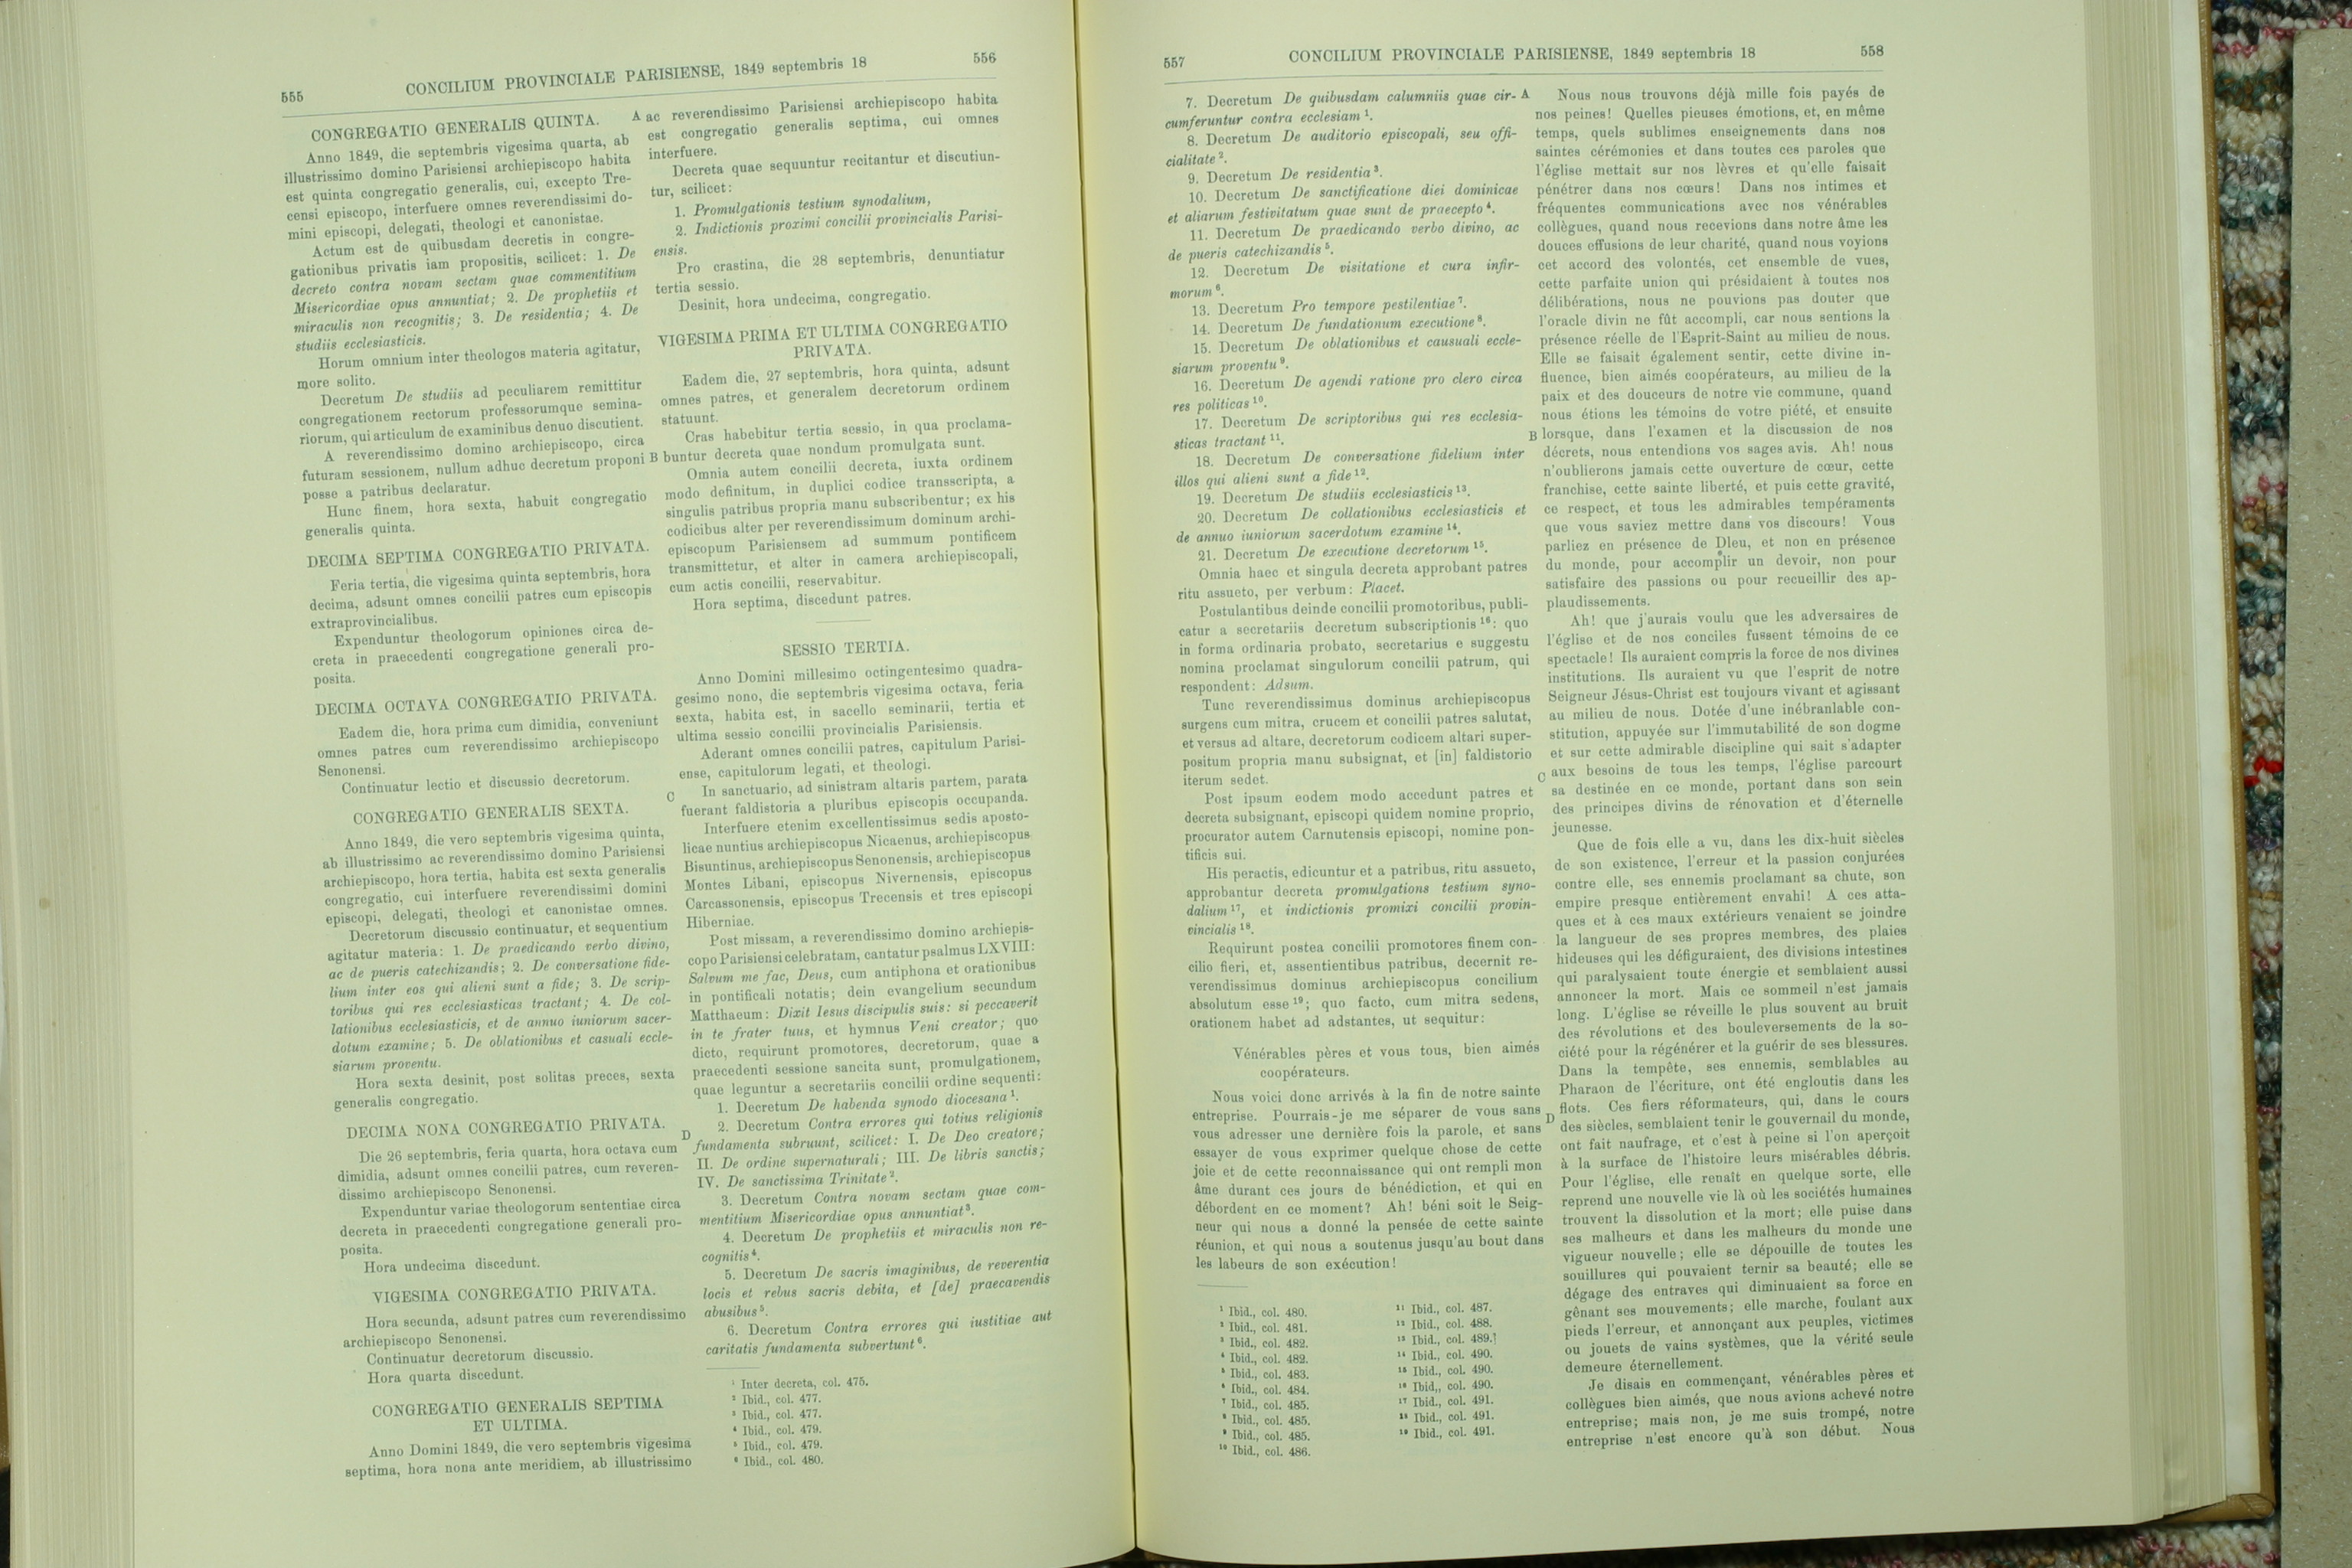 555
CONCILIUM PROVINCIALE PARISIENSE, 1849 septembris 18
556
CONGREGATIO GENERALIS QUINTA.
Anno 1849, die septembris vigesima quarta, ab
illustrissimo domino Parisiensi archiepiscopo habita
est quinta congregatio generalis, cui, excepto Tre-
censi episcopo, interfuere omnes reverendissimi do-
mini episcopi, delegati, theologi et canonistae.
Actum est de quibusdam decretis in congre-
gationibus privatis iam propositis, scilicet: 1. De
decreto contra novam sectam quae commentitium
Misericordiae opus annuntiat; 2. De prophetiis et
miraculis non recognitis; 3. De residentia; 4. De
studiis ecclesiasticis.
Horum omnium inter theologos materia agitatur,
more solito.
Decretum De studiis ad peculiarem remittitur
congregationem rectorum professorumque semina-
riorum, qui articulum de examinibus denuo discutient.
A reverendissimo domino archiepiscopo, circa
futuram sessionem, nullum adhuc decretum proponi
posse a patribus declaratur.
Hunc finem, hora sexta, habuit congregatio
generalis quinta.
DECIMA SEPTIMA CONGREGATIO PRIVATA.
Feria tertia, die vigesima quinta septembris, hora
decima, adsunt omnes concilii patres cum episcopis
extraprovincialibus.
Expenduntur theologorum opiniones circa de-
creta in praecedenti congregatione generali pro-
posita.
DECIMA OCTAVA CONGREGATIO PRIVATA.
Eadem die, hora prima cum dimidia, conveniunt
omnes patres cum reverendissimo archiepiscopo
Senonensi.
Continuatur lectio et discussio decretorum.
CONGREGATIO GENERALIS SEXTA.
Anno 1849, die vero septembris vigesima quinta,
ab illustrissimo ac reverendissimo domino Parisiensi
archiepiscopo, hora tertia, habita est sexta generalis
congregatio, cui interfuere reverendissimi domini
episcopi, delegati, theologi et canonistae omnes.
Decretorum discussio continuatur, et sequentium
agitatur materia: 1. De praedicando verbo divino,
ac de pueris catechizandis; 2. De conversatione fide-
lium inter eos qui alieni sunt a fide; 3. De scrip-
toribus qui res ecclesiasticas tractant; 4. De col-
lationibus ecclesiasticis, et de annuo iuniorum sacer-
dotum examine; 5. De oblationibus et casuali eccle-
siarum proventu.
Hora sexta desinit, post solitas preces, sexta
generalis congregatio.
DECIMA NONA CONGREGATIO PRIVATA.
Die 26 septembris, feria quarta, hora octava cum
dimidia, adsunt omnes concilii patres, cum reveren-
dissimo archiepiscopo Senonensi.
Expenduntur variae theologorum sententiae circa
decreta in praecedenti congregatione generali pro-
posita.
Hora undecima discedunt.
VIGESIMA CONGREGATIO PRIVATA.
Hora secunda, adsunt patres cum reverendissimo
archiepiscopo Senonensi.
Continuatur decretorum discussio.
Hora quarta discedunt.
CONGREGATIO GENERALIS SEPTIMA
ET ULTIMA.
Anno Domini 1849, die vero septembris vigesima
septima, hora nona ante meridiem, ab illustrissimo
A ac reverendissimo Parisiensi archiepiscopo habita
est congregatio generalis septima, cui omnes
interfuere.
Decreta quae sequuntur recitantur et discutiun-
tur, scilicet:
1. Promulgationis testium synodalium,
2. Indictionis proximi concilii provincialis Parisi-
ensis.
Pro crastina, die 28 septembris, denuntiatur
tertia sessio.
Desinit, hora undecima, congregatio.
VIGESIMA PRIMA ET ULTIMA CONGREGATIO
PRIVATA.
Eadem die, 27 septembris, hora quinta, adsunt
omnes patres, et generalem decretorum ordinem
statuunt.
Cras habebitur tertia sessio, in qua proclama-
B buntur decreta quae nondum promulgata sunt.
Omnia autem concilii decreta, iuxta ordinem
modo definitum, in duplici codice transscripta, a
singulis patribus propria manu subscribentur; ex his
codicibus alter per reverendissimum dominum archi-
episcopum Parisiensem ad summum pontificem
transmittetur, et alter in camera archiepiscopali,
cum actis concilii, reservabitur.
Hora septima, discedunt patres.
SESSIO TERTIA.
Anno Domini millesimo octingentesimo quadra-
gesimo nono, die septembris vigesima octava, feria
sexta, habita est, in sacello seminarii, tertia et
ultima sessio concilii provincialis Parisiensis.
Aderant omnes concilii patres, capitulum Parisi-
ense, capitulorum legati, et theologi.
C In sanctuario, ad sinistram altaris partem, parata
fuerant faldistoria a pluribus episcopis occupanda.
Interfuere etenim excellentissimus sedis aposto-
licae nuntius archiepiscopus Nicaenus, archiepiscopus
Bisuntinus, archiepiscopus Senonensis, archiepiscopus
Montes Libani, episcopus Nivernensis, episcopus
Carcassonensis, episcopus Trecensis et tres episcopi
Hiberniae.
Post missam, a reverendissimo domino archiepis-
copo Parisiensi celebratam, cantatur psalmus LXVIII:
Salvum me fac, Deus, cum antiphona et orationibus
in pontificali notatis; dein evangelium secundum
Matthaeum: Dixit Iesus discipulis suis: si peccaverit
in te frater tuus, et hymnus Veni creator; quo
dicto, requirunt promotores, decretorum, quae a
praecedenti sessione sancita sunt, promulgationem,
quae leguntur a secretariis concilii ordine sequenti:
1. Decretum De habenda synodo diocesana ¹.
D 2. Decretum Contra errores qui totius religionis
fundamenta subruunt, scilicet: I. De Deo creatore;
II. De ordine supernaturali; III. De libris sanctis;
IV. De sanctissima Trinitate ².
3. Decretum Contra novam sectam quae com-
mentitium Misericordiae opus annuntiat ³.
4. Decretum De prophetiis et miraculis non re-
cognitis ⁴.
5. Decretum De sacris imaginibus, de reverentia
locis et rebus sacris debita, et [de] praecavendis
abusibus ⁵.
6. Decretum Contra errores qui iustitiae aut
caritatis fundamenta subvertunt ⁶.
¹ Inter decreta, col. 475.
² Ibid., col. 477.
³ Ibid., col. 477.
⁴ Ibid., col. 479.
⁵ Ibid., col. 479.
⁶ Ibid., col. 480.
557
CONCILIUM PROVINCIALE PARISIENSE, 1849 septembris 18
558
7. Decretum De quibusdam calumniis quae cir-
cumferuntur contra ecclesiam ¹.
8. Decretum De auditorio episcopali, seu offi-
cialitate ².
9. Decretum De residentia ³.
10. Decretum De sanctificatione diei dominicae
et aliarum festivitatum quae sunt de praecepto ⁴.
11. Decretum De praedicando verbo divino, ac
de pueris catechizandis ⁵.
12. Decretum De visitatione et cura infir-
morum ⁶.
13. Decretum Pro tempore pestilentiae ⁷.
14. Decretum De fundationum executione ⁸.
15. Decretum De oblationibus et causuali eccle-
siarum proventu ⁹.
16. Decretum De agendi ratione pro clero circa
res politicas ¹⁰.
17. Decretum De scriptoribus qui res ecclesia-
sticas tractant ¹¹.
18. Decretum De conversatione fidelium inter
illos qui alieni sunt a fide ¹².
19. Decretum De studiis ecclesiasticis ¹³.
20. Decretum De collationibus ecclesiasticis et
de annuo iuniorum sacerdotum examine ¹⁴.
21. Decretum De executione decretorum ¹⁵.
Omnia haec et singula decreta approbant patres
ritu assueto, per verbum: Placet.
Postulantibus deinde concilii promotoribus, publi-
catur a secretariis decretum subscriptionis ¹⁶: quo
in forma ordinaria probato, secretarius e suggestu
nomina proclamat singulorum concilii patrum, qui
respondent: Adsum.
Tunc reverendissimus dominus archiepiscopus
surgens cum mitra, crucem et concilii patres salutat,
et versus ad altare, decretorum codicem altari super-
positum propria manu subsignat, et [in] faldistorio
iterum sedet.
Post ipsum eodem modo accedunt patres et
decreta subsignant, episcopi quidem nomine proprio,
procurator autem Carnutensis episcopi, nomine pon-
tificis sui.
His peractis, edicuntur et a patribus, ritu assueto,
approbantur decreta promulgations testium syno-
dalium ¹⁷, et indictionis promixi concilii provin-
vincialis ¹⁸.
Requirunt postea concilii promotores finem con-
cilio fieri, et, assentientibus patribus, decernit re-
verendissimus dominus archiepiscopus concilium
absolutum esse ¹⁹; quo facto, cum mitra sedens,
orationem habet ad adstantes, ut sequitur:
Vénérables pères et vous tous, bien aimés
coopérateurs.
Nous voici donc arrivés à la fin de notre sainte
entreprise. Pourrais-je me séparer de vous sans
vous adresser une dernière fois la parole, et sans
essayer de vous exprimer quelque chose de cette
joie et de cette reconnaissance qui ont rempli mon
âme durant ces jours de bénédiction, et qui en
débordent en ce moment? Ah! béni soit le Seig-
neur qui nous a donné la pensée de cette sainte
réunion, et qui nous a soutenus jusqu'au bout dans
les labeurs de son exécution!
¹ Ibid., col. 480.
² Ibid., col. 481.
³ Ibid., col. 482.
⁴ Ibid., col. 482.
⁵ Ibid., col. 483.
⁶ Ibid., col. 484.
⁷ Ibid., col. 485.
⁸ Ibid., col. 485.
⁹ Ibid., col. 485.
¹⁰ Ibid., col. 486.
¹¹ Ibid., col. 487.
¹² Ibid., col. 488.
¹³ Ibid., col. 489.
¹⁴ Ibid., col. 490.
¹⁵ Ibid., col. 490.
¹⁶ Ibid,, col. 490.
¹⁷ Ibid., col. 491.
¹⁸ Ibid., col. 491.
¹⁹ Ibid., col. 491.
A Nous nous trouvons déjà mille fois payés de
nos peines! Quelles pieuses émotions, et, en même
temps, quels sublimes enseignements dans nos
saintes cérémonies et dans toutes ces paroles que
l'église mettait sur nos lèvres et qu'elle faisait
pénétrer dans nos cœurs! Dans nos intimes et
fréquentes communications avec nos vénérables
collègues, quand nous recevions dans notre âme les
douces effusions de leur charité, quand nous voyions
cet accord des volontés, cet ensemble de vues,
cette parfaite union qui présidaient à toutes nos
délibérations, nous ne pouvions pas douter que
l'oracle divin ne fût accompli, car nous sentions la
présence réelle de l'Esprit-Saint au milieu de nous.
Elle se faisait également sentir, cette divine in-
fluence, bien aimés coopérateurs, au milieu de la
paix et des douceurs de notre vie commune, quand
nous étions les témoins de votre piété, et ensuite
B lorsque, dans l'examen et la discussion de nos
décrets, nous entendions vos sages avis. Ah! nous
n'oublierons jamais cette ouverture de cœur, cette
franchise, cette sainte liberté, et puis cette gravité,
ce respect, et tous les admirables tempéraments
que vous saviez mettre dans vos discours! Vous
parliez en présence de Dieu, et non en présence
du monde, pour accomplir un devoir, non pour
satisfaire des passions ou pour recueillir des ap-
plaudissements.
Ah! que j'aurais voulu que les adversaires de
l'église et de nos conciles fussent témoins de ce
spectacle! Ils auraient compris la force de nos divines
institutions. Ils auraient vu que l'esprit de notre
Seigneur Jésus-Christ est toujours vivant et agissant
au milieu de nous. Dotée d'une inébranlable con-
stitution, appuyée sur l'immutabilité de son dogme
et sur cette admirable discipline qui sait s'adapter
C aux besoins de tous les temps, l'église parcourt
sa destinée en ce monde, portant dans son sein
des principes divins de rénovation et d'éternelle
jeunesse.
Que de fois elle a vu, dans les dix-huit siècles
de son existence, l'erreur et la passion conjurées
contre elle, ses ennemis proclamant sa chute, son
empire presque entièrement envahi! A ces atta-
ques et à ces maux extérieurs venaient se joindre
la langueur de ses propres membres, des plaies
hideuses qui les défiguraient, des divisions intestines
qui paralysaient toute énergie et semblaient aussi
annoncer la mort. Mais ce sommeil n'est jamais
long. L'église se réveille le plus souvent au bruit
des révolutions et des bouleversements de la so-
ciété pour la régénérer et la guérir de ses blessures.
Dans la tempête, ses ennemis, semblables au
Pharaon de l'écriture, ont été engloutis dans les
flots. Ces fiers réformateurs, qui, dans le cours
D des siècles, semblaient tenir le gouvernail du monde,
ont fait naufrage, et c'est à peine si l'on aperçoit
à la surface de l'histoire leurs misérables débris.
Pour l'église, elle renaît en quelque sorte, elle
reprend une nouvelle vie là où les sociétés humaines
trouvent la dissolution et la mort; elle puise dans
ses malheurs et dans les malheurs du monde une
vigueur nouvelle; elle se dépouille de toutes les
souillures qui pouvaient ternir sa beauté; elle se
dégage des entraves qui diminuaient sa force en
gênant ses mouvements; elle marche, foulant aux
pieds l'erreur, et annonçant aux peuples, victimes
ou jouets de vains systèmes, que la vérité seule
demeure éternellement.
Je disais en commençant, vénérables pères et
collègues bien aimés, que nous avions achevé notre
entreprise; mais non, je me suis trompé, notre
entreprise n'est encore qu'à son début. Nous